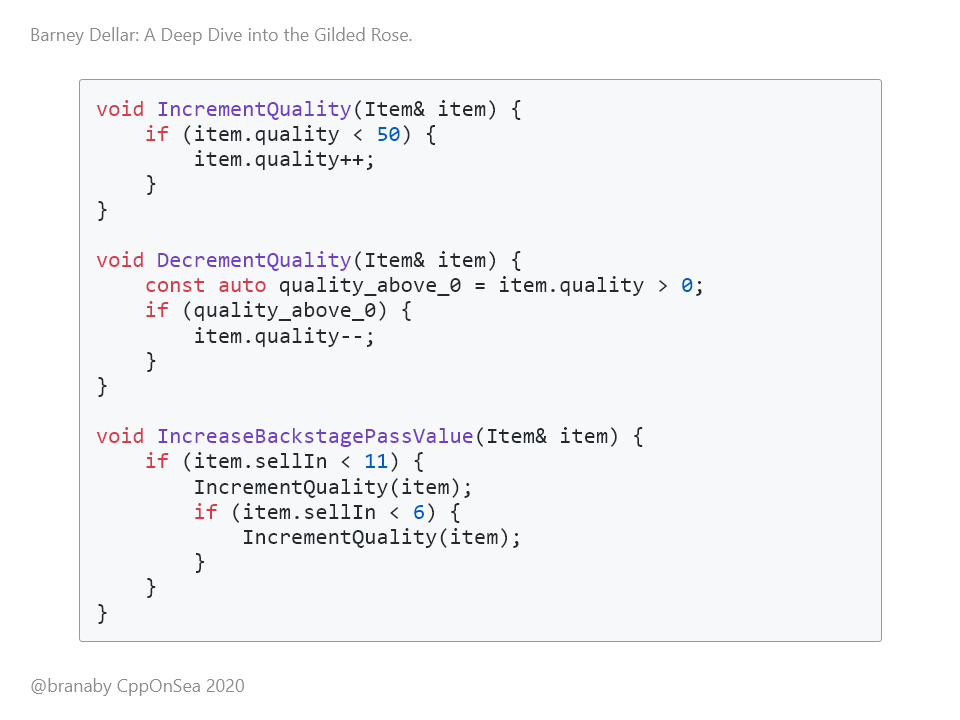 Barney Dellar: A Deep Dive into the Gilded Rose.
void IncrementQuality(Item& item) {
    if (item.quality < 50) {
        item.quality++;
    }
}

void DecrementQuality(Item& item) {
    const auto quality_above_0 = item.quality > 0;
    if (quality_above_0) {
        item.quality--;
    }
}

void IncreaseBackstagePassValue(Item& item) {
    if (item.sellIn < 11) {
        IncrementQuality(item);
        if (item.sellIn < 6) {
            IncrementQuality(item);
        }
    }
}
@branaby CppOnSea 2020